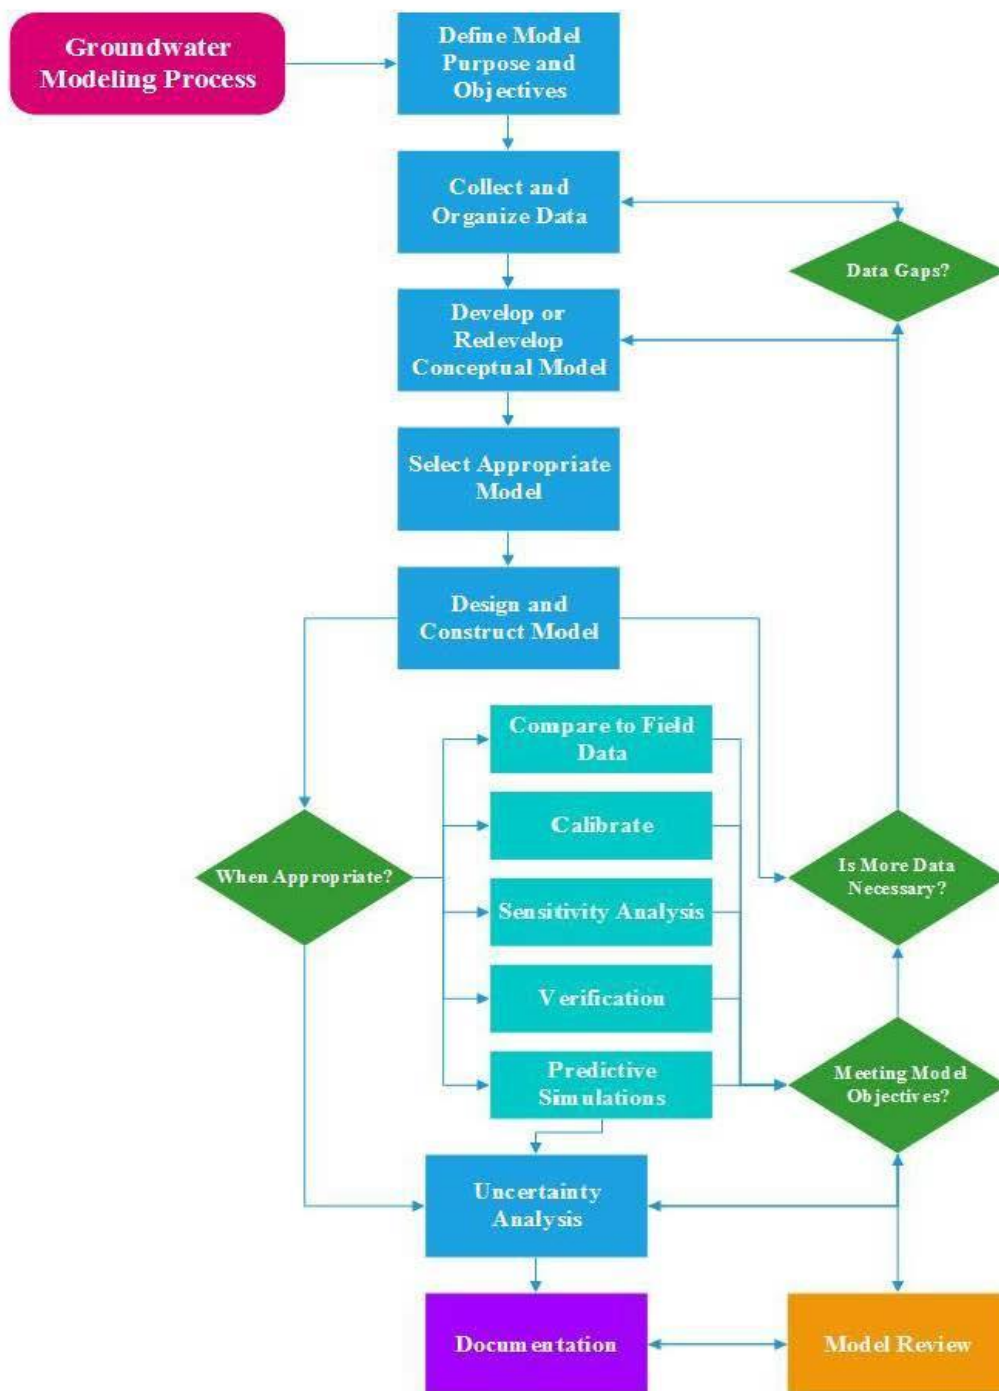 Groundwater
Modeling Process
Define Model
Purpose and
Objectives
Collect and
Organize Data
Data Gaps?
Develop or
Redevelop
Conceptual Model
Select Appropriate
Model
Design and
Construct Model
Compare to Field
Data
Calibrate
When Appropriate?
Is More Data
Necessary?
Sensitivity Analysis
Verification
Predictive
Simulations
Meeting Model
Objectives?
Uncertainty
Analysis
Documentation
Model Review